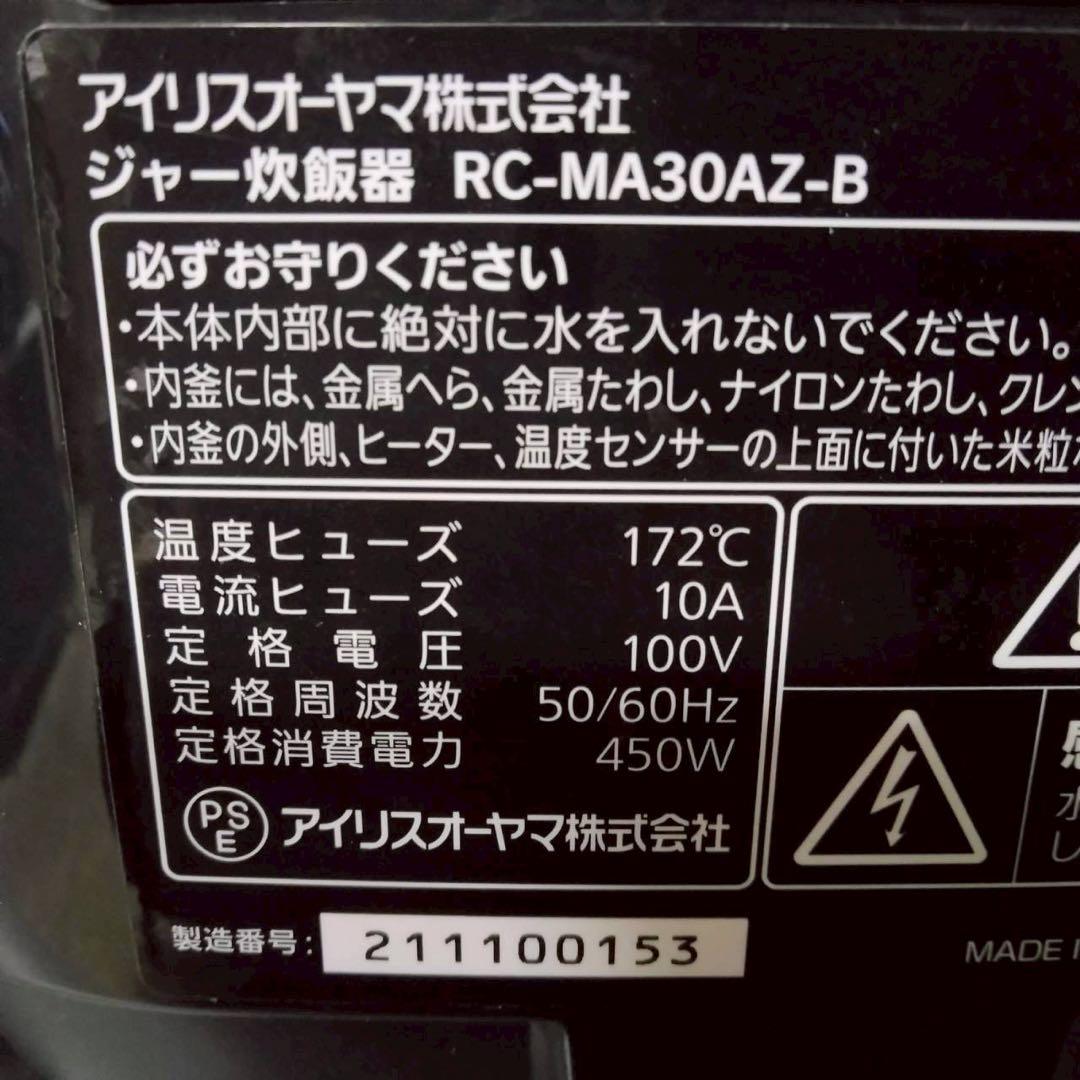 アイリスオーヤマ株式会社
ジャー炊飯器 RC-MA30AZ-B
必ずお守りください
・本体内部に絶対に水を入れないでください。
・内釜には、金属へら、金属たわし、ナイロンたわし、クレン
・内釜の外側、ヒーター、温度センサーの上面に付いた米粒
温度ヒューズ 172℃
電流ヒューズ 10A
定格電圧 100V
定格周波数 50/60Hz
定格消費電力 450W
PSE アイリスオーヤマ株式会社
水
し
製造番号: 211100153
MADE